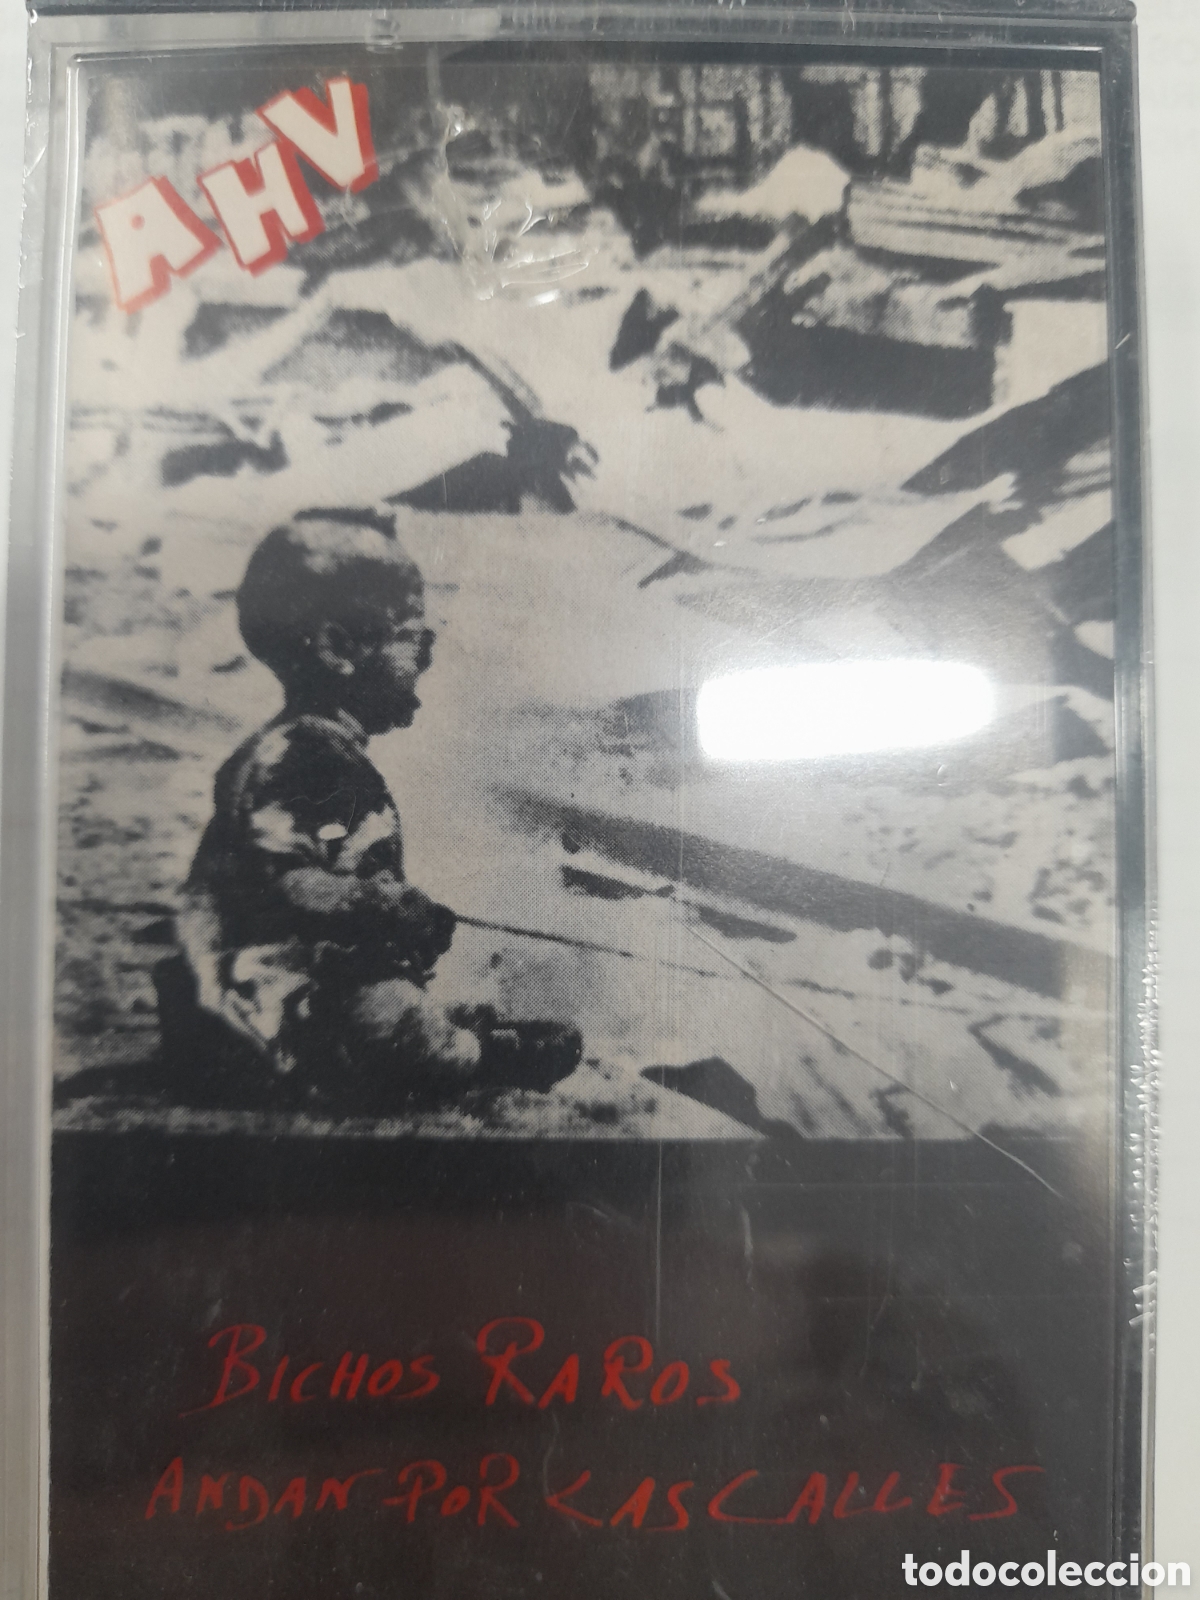 AHV
BICHOS RAROS
ANDAN POR LAS CALLES
todocoleccion